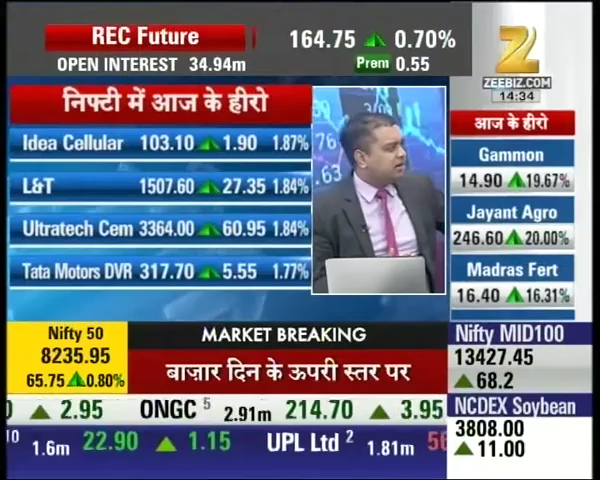 REC Future
164.75 0.70%
OPEN INTEREST 34.94m
Prem 0.55
ZEEBIZ.COM
14:34
निफ्टी में आज के हीरो
Idea Cellular 103.10 1.90 1.87%
L&T 1507.60 27.35 1.84%
Ultratech Cem 3364.00 60.95 1.84%
Tata Motors DVR 317.70 5.55 1.77%
आज के हीरो
Gammon
14.90 19.67%
Jayant Agro
246.60 20.00%
Madras Fert
16.40 16.31%
Nifty 50
8235.95
65.75 0.80%
MARKET BREAKING
बाज़ार दिन के ऊपरी स्तर पर
Nifty MID100
13427.45
68.2
0 2.95 ONGC 5 2.91m 214.70 3.95
10 1.6m 22.90 1.15 UPL Ltd 2 1.81m 56
NCDEX Soybean
3808.00
11.00